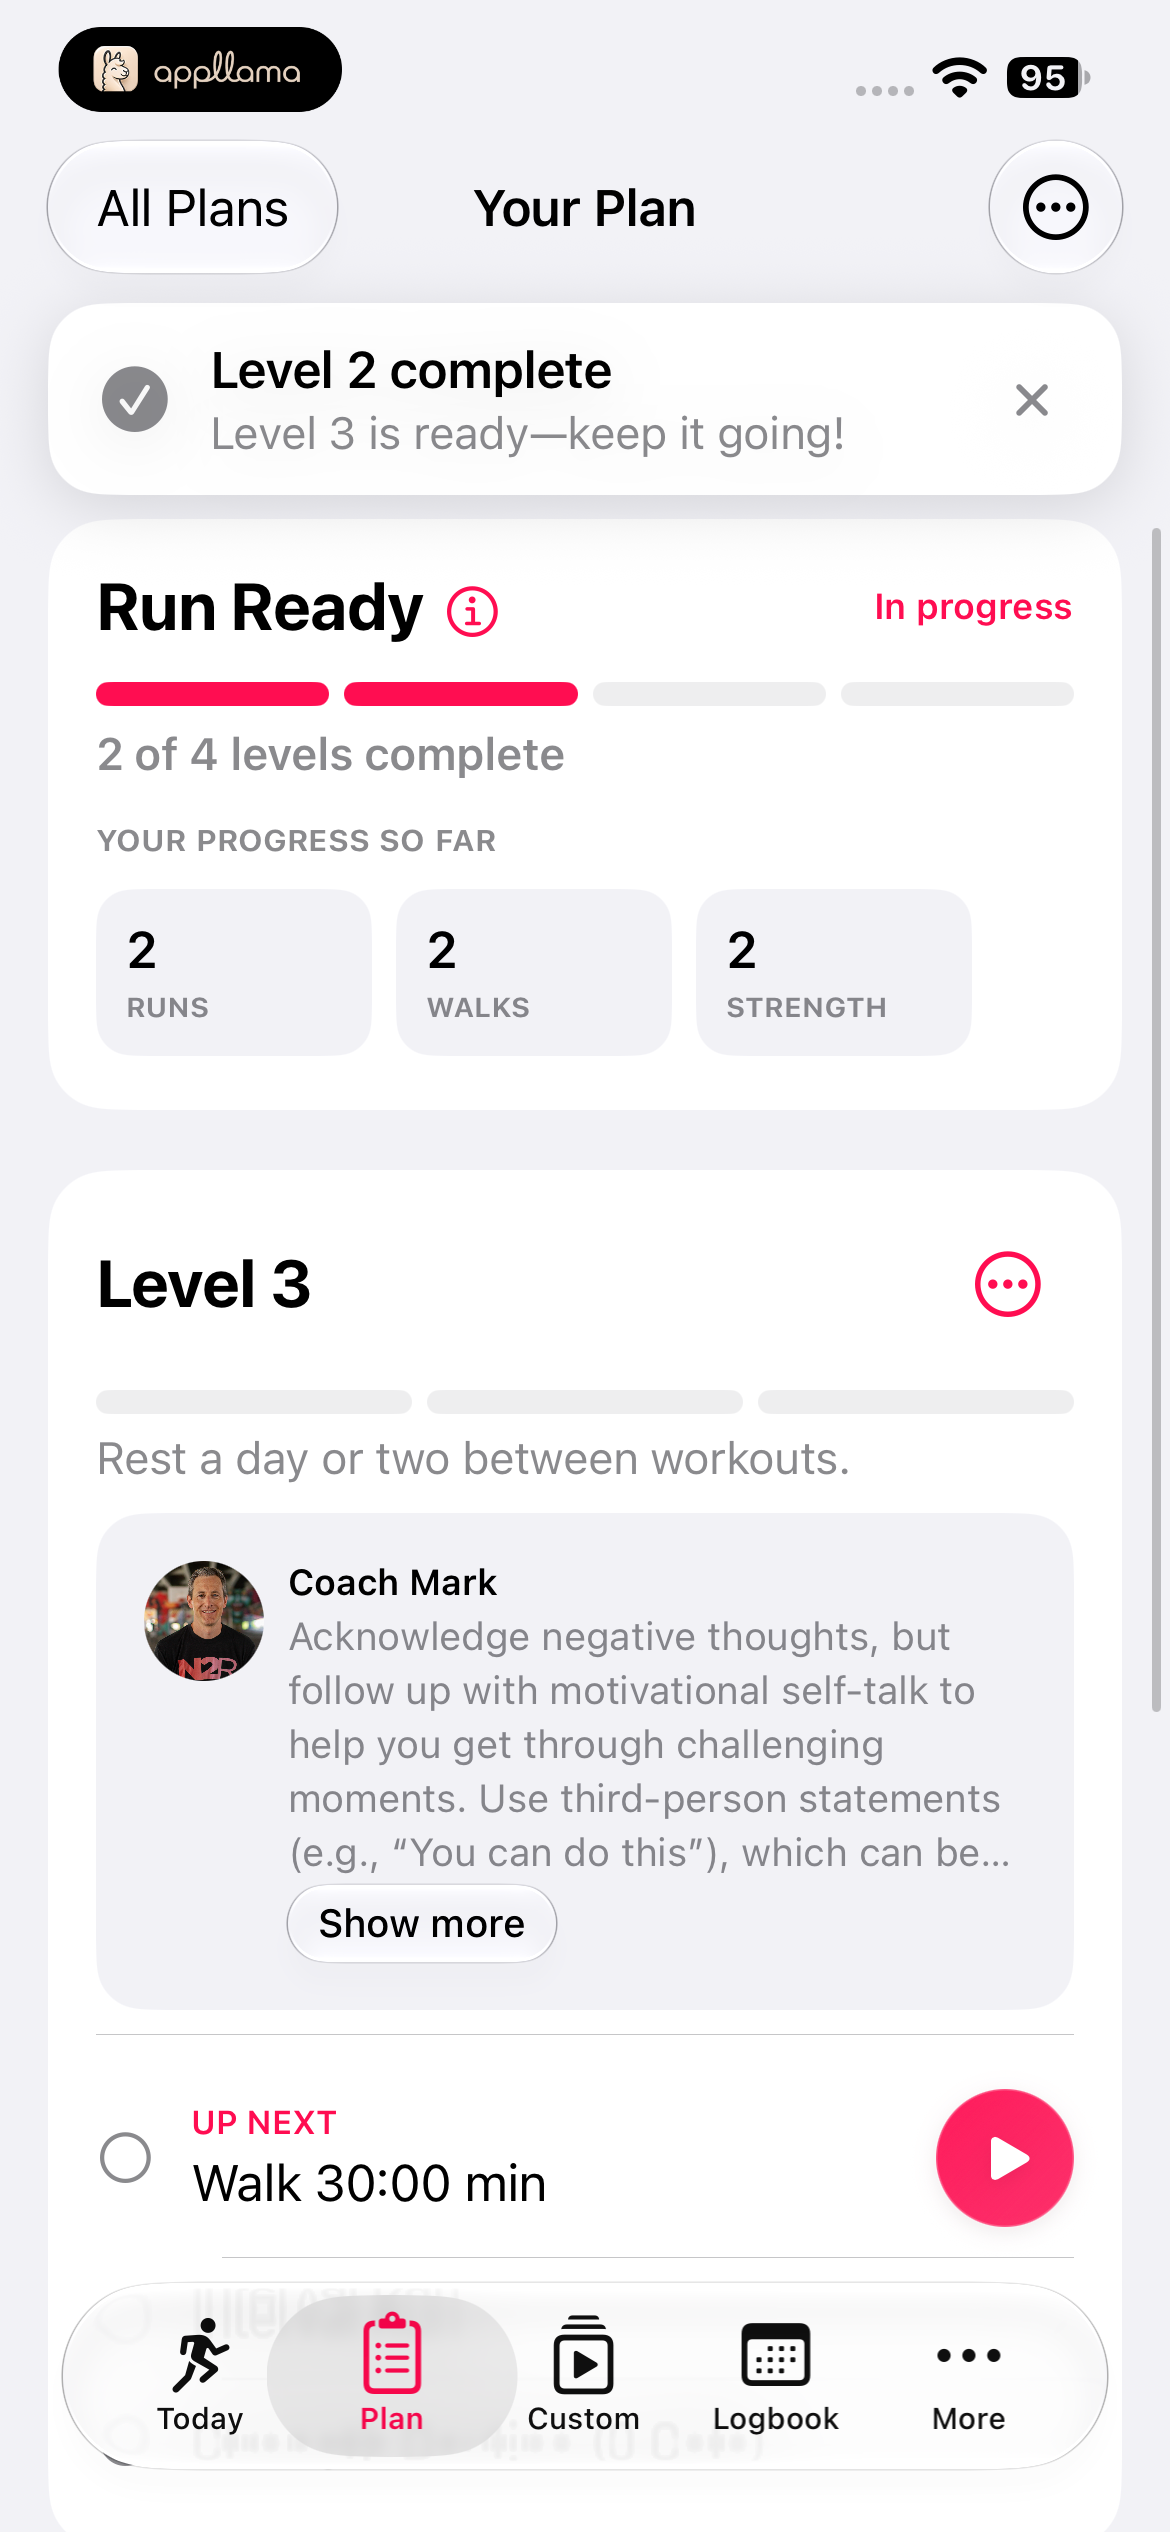 appllama
95
All Plans
Your Plan
Level 2 complete
Level 3 is ready—keep it going!
Run Ready
In progress
2 of 4 levels complete
YOUR PROGRESS SO FAR
2
RUNS
2
WALKS
2
STRENGTH
Level 3
Rest a day or two between workouts.
Coach Mark
Acknowledge negative thoughts, but
follow up with motivational self-talk to
help you get through challenging
moments. Use third-person statements
(e.g., “You can do this”), which can be...
Show more
N2R
UP NEXT
Walk 30:00 min
Today
Plan
Custom
Logbook
More